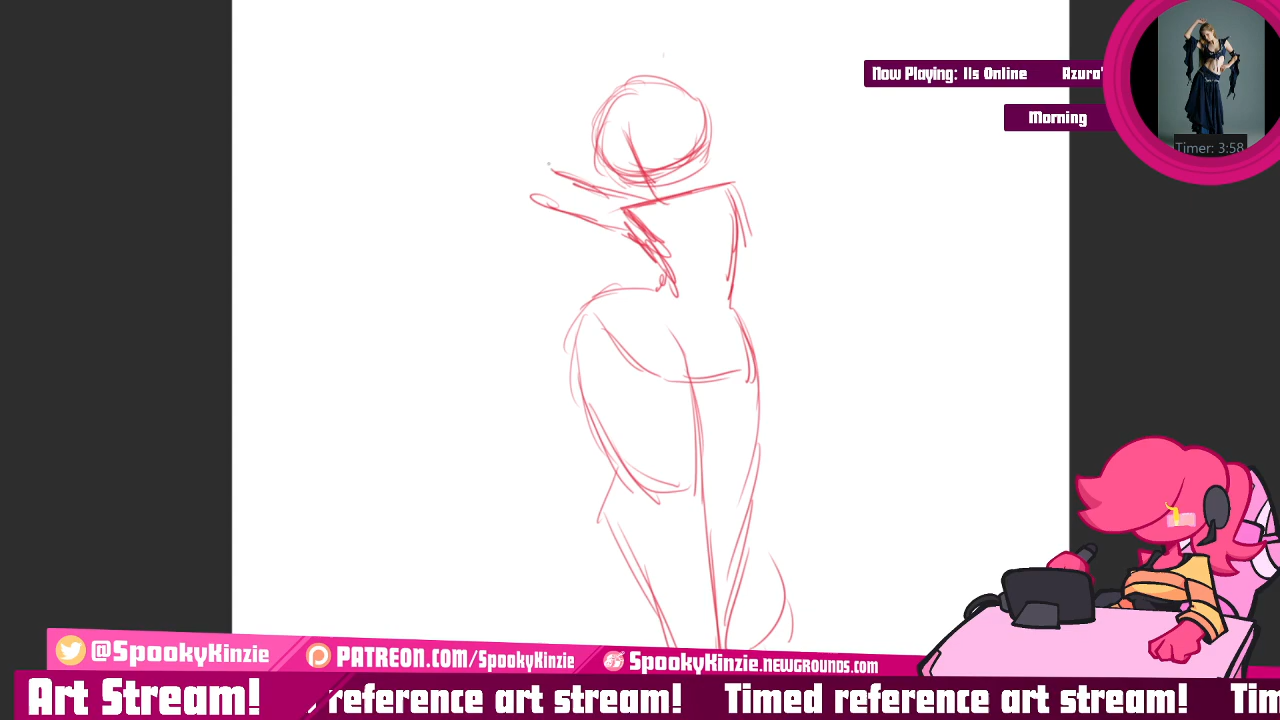 Now Playing: IIs Online Azura'
Morning
Timer: 3:58
@SpookyKinzie PATREON.COM/SpookyKinzie SpookyKinzie.NEWGROUNDS.com
Art Stream! reference art stream! Timed reference art stream! Tim